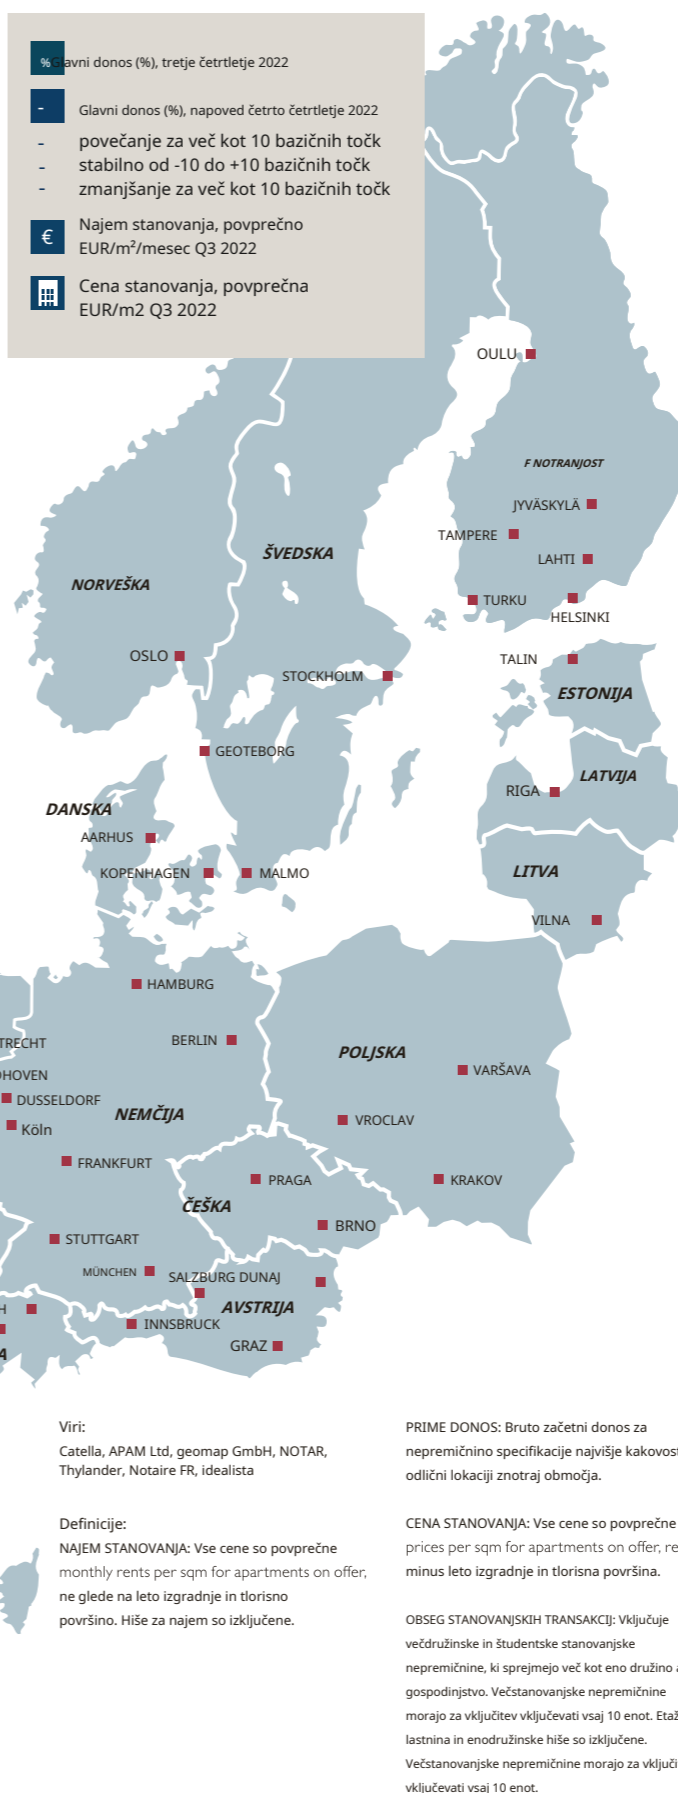 % Glavni donos (%), tretje četrtletje 2022
- Glavni donos (%), napoved četrto četrtletje 2022
- povečanje za več kot 10 bazičnih točk
- stabilno od -10 do +10 bazičnih točk
- zmanjšanje za več kot 10 bazičnih točk
€ Najem stanovanja, povprečno
EUR/m²/mesec Q3 2022
Cena stanovanja, povprečna
EUR/m2 Q3 2022
OULU
F NOTRANJOST
JYVÄSKYLÄ
TAMPERE
ŠVEDSKA
LAHTI
NORVEŠKA
TURKU
HELSINKI
OSLO
TALIN
STOCKHOLM
ESTONIJA
GEOTEBORG
LATVIJA
RIGA
DANSKA
AARHUS
KOPENHAGEN
MALMO
LITVA
VILNA
HAMBURG
BERLIN
TRECHT
POLJSKA
VARŠAVA
DHOVEN
DUSSELDORF
NEMČIJA
VROCLAV
Köln
FRANKFURT
PRAGA
KRAKOV
ČEŠKA
BRNO
STUTTGART
MÜNCHEN
SALZBURG DUNAJ
H
AVSTRIJA
INNSBRUCK
GRAZ
A
Viri:
Catella, APAM Ltd, geomap GmbH, NOTAR,
Thylander, Notaire FR, idealista
Definicije:
NAJEM STANOVANJA: Vse cene so povprečne
monthly rents per sqm for apartments on offer,
ne glede na leto izgradnje in tlorisno
površino. Hiše za najem so izključene.
PRIME DONOS: Bruto začetni donos za
nepremičnino specifikacije najvišje kakovost
odlični lokaciji znotraj območja.
CENA STANOVANJA: Vse cene so povprečne
prices per sqm for apartments on offer, re
minus leto izgradnje in tlorisna površina.
OBSEG STANOVANJSKIH TRANSAKCIJ: Vključuje
večdružinske in študentske stanovanjske
nepremičnine, ki sprejmejo več kot eno družino a
gospodinjstvo. Večstanovanjske nepremičnine
morajo za vključitev vključevati vsaj 10 enot. Etaž
lastnina in enodružinske hiše so izključene.
Večstanovanjske nepremičnine morajo za vključi
vključevati vsaj 10 enot.